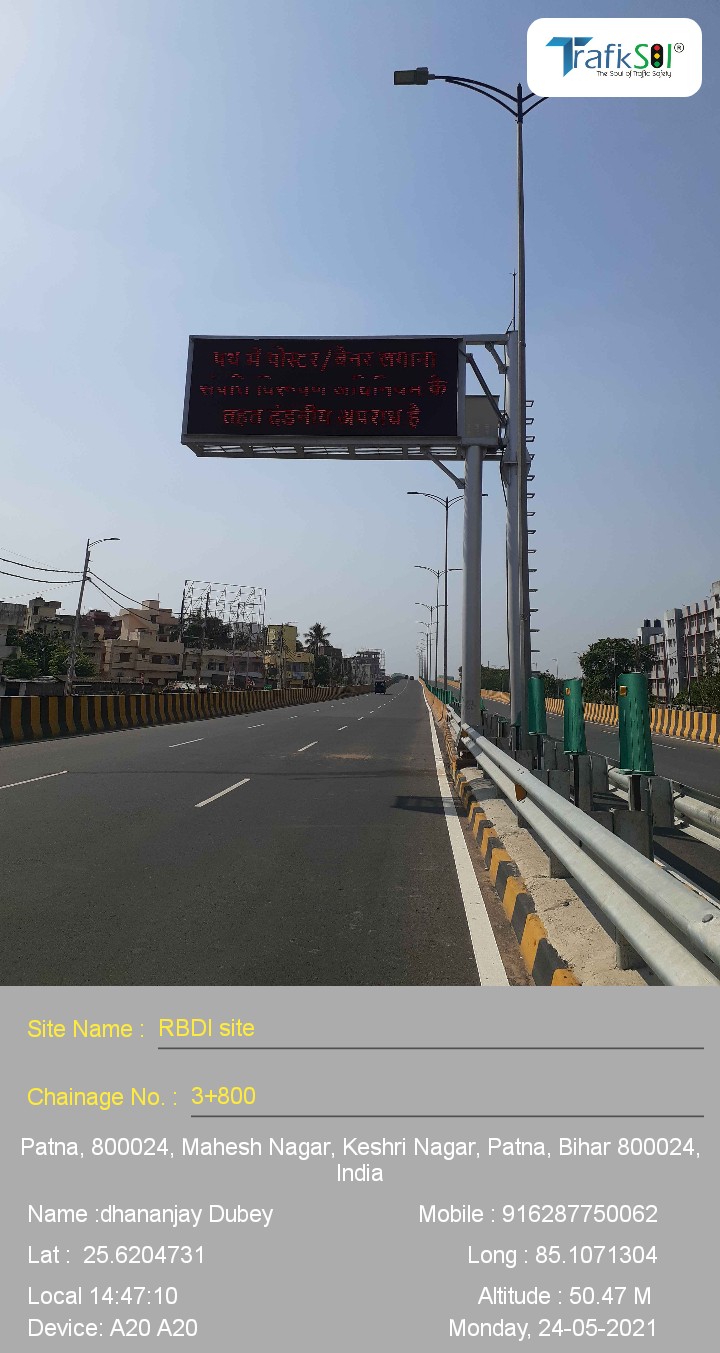 TrafikSol®
The Soul of Traffic Safety
पथ में पोस्टर/बैनर लगाना
संपत्ति विरूपण अधिनियम के
तहत दंडनीय अपराध है
Site Name : RBDI site
Chainage No. : 3+800
Patna, 800024, Mahesh Nagar, Keshri Nagar, Patna, Bihar 800024,
India
Name :dhananjay Dubey Mobile : 916287750062
Lat : 25.6204731 Long : 85.1071304
Local 14:47:10 Altitude : 50.47 M
Device: A20 A20 Monday, 24-05-2021